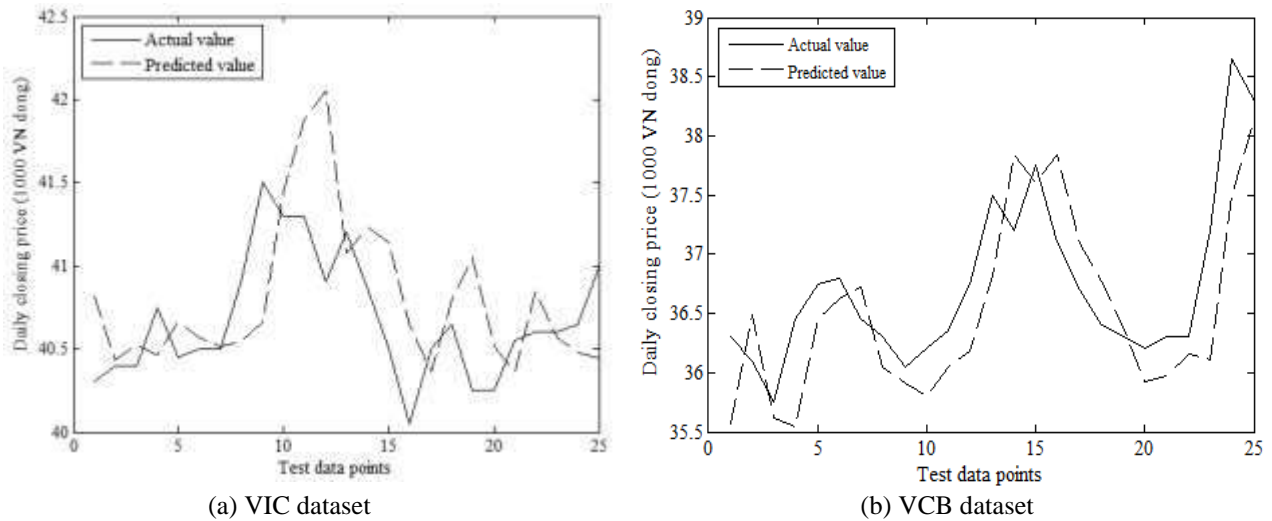 42.5
42
41.5
41
40.5
40
Daily closing price (1000 VN dong)
Actual value
Predicted value
0
5
10
15
20
25
Test data points
(a) VIC dataset
39
38.5
38
37.5
37
36.5
36
35.5
Daily closing price (1000 VN dong)
Actual value
Predicted value
0
5
10
15
20
25
Test data points
(b) VCB dataset